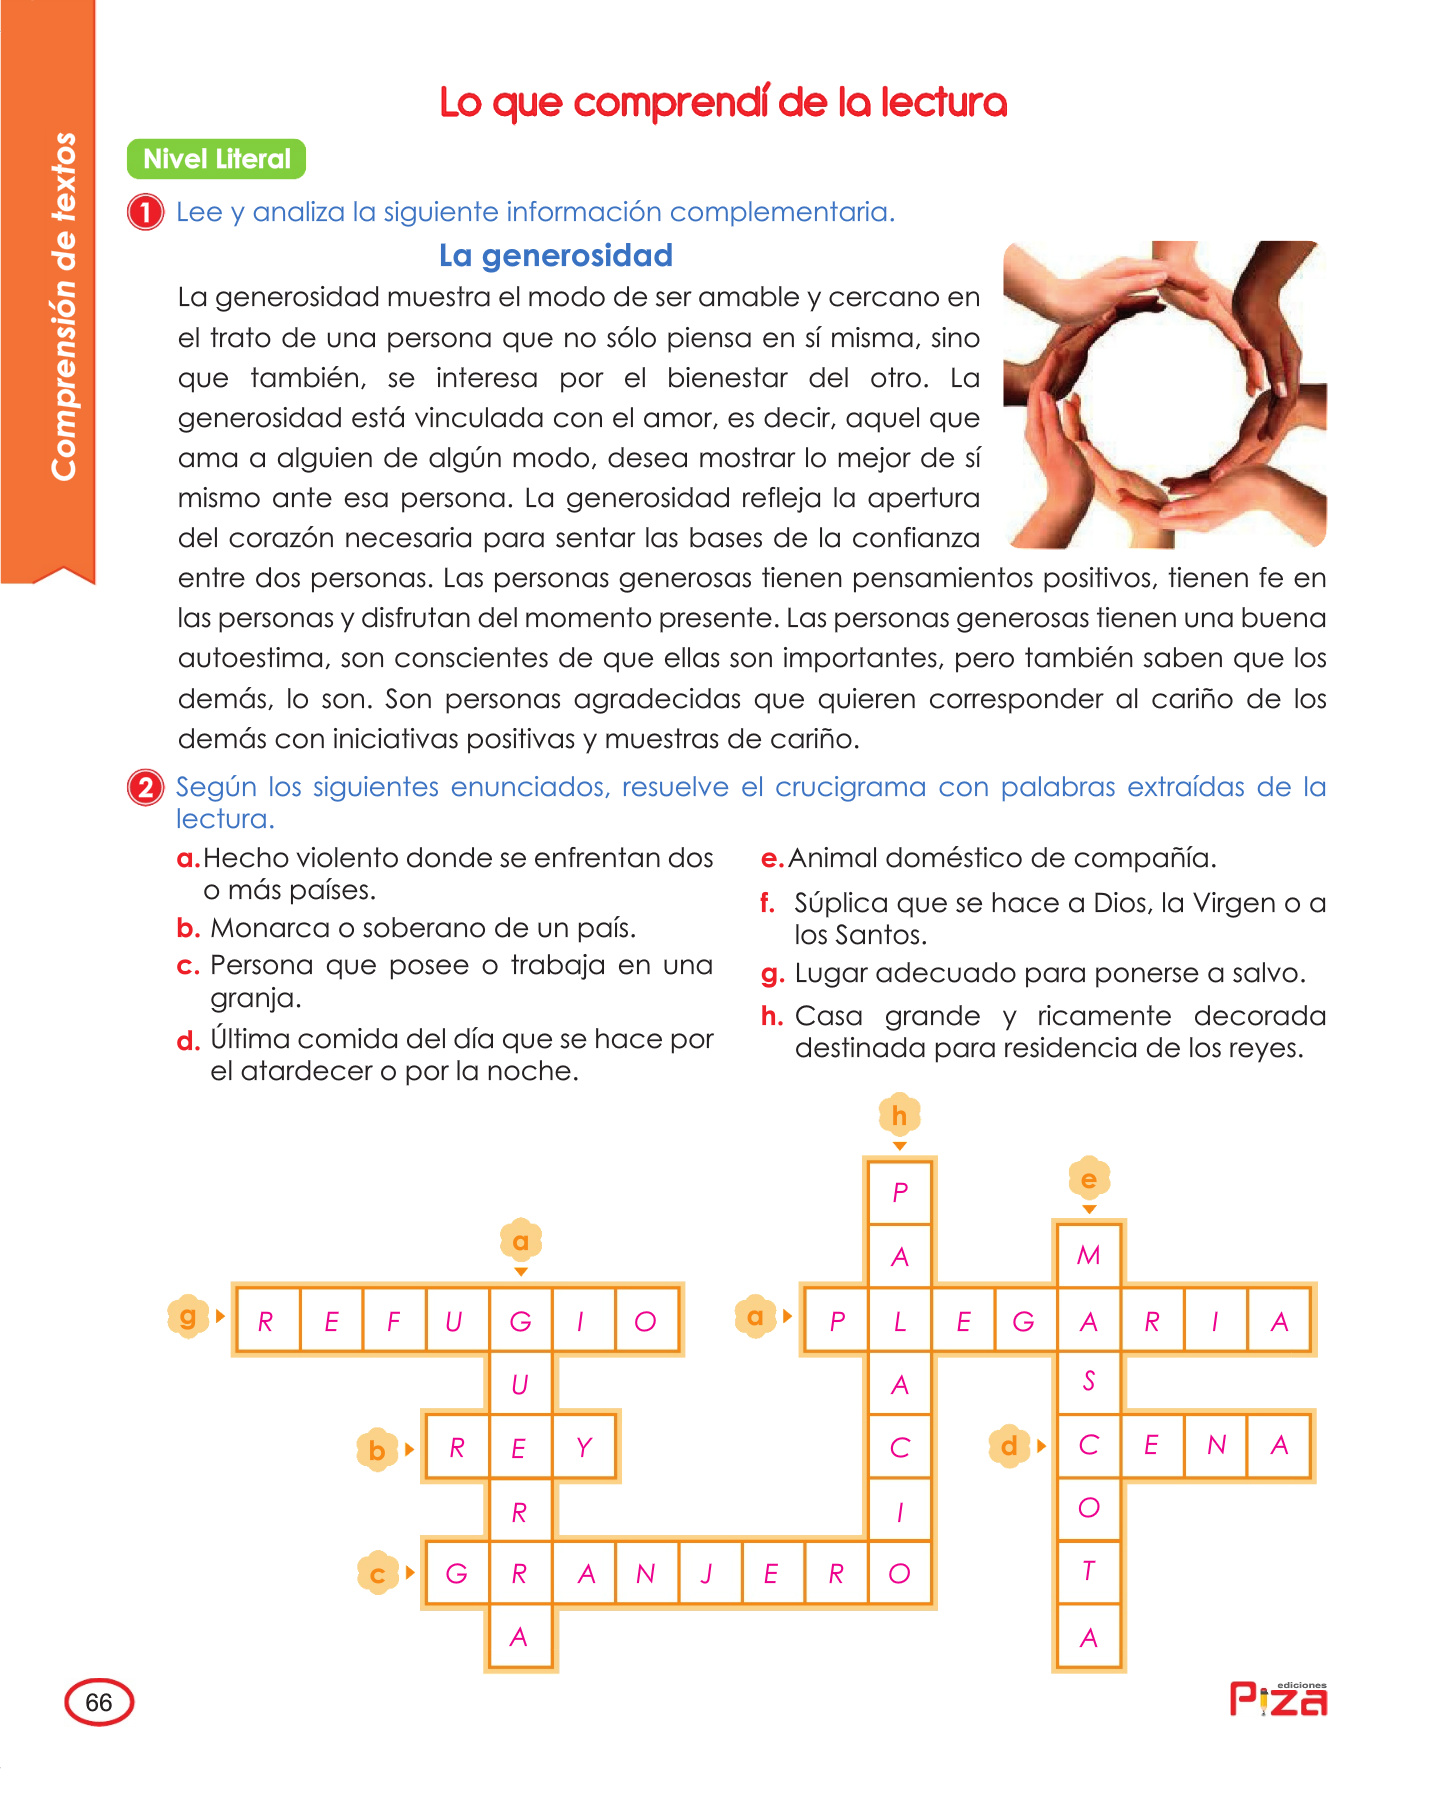 Comprensión de textos
Lo que comprendí de la lectura
Nivel Literal
1 Lee y analiza la siguiente información complementaria.
La generosidad
La generosidad muestra el modo de ser amable y cercano en
el trato de una persona que no sólo piensa en sí misma, sino
que también, se interesa por el bienestar del otro. La
generosidad está vinculada con el amor, es decir, aquel que
ama a alguien de algún modo, desea mostrar lo mejor de sí
mismo ante esa persona. La generosidad refleja la apertura
del corazón necesaria para sentar las bases de la confianza
entre dos personas. Las personas generosas tienen pensamientos positivos, tienen fe en
las personas y disfrutan del momento presente. Las personas generosas tienen una buena
autoestima, son conscientes de que ellas son importantes, pero también saben que los
demás, lo son. Son personas agradecidas que quieren corresponder al cariño de los
demás con iniciativas positivas y muestras de cariño.
2 Según los siguientes enunciados, resuelve el crucigrama con palabras extraídas de la
lectura.
a. Hecho violento donde se enfrentan dos
o más países.
b. Monarca o soberano de un país.
c. Persona que posee o trabaja en una
granja.
d. Última comida del día que se hace por
el atardecer o por la noche.
e. Animal doméstico de compañía.
f. Súplica que se hace a Dios, la Virgen o a
los Santos.
g. Lugar adecuado para ponerse a salvo.
h. Casa grande y ricamente decorada
destinada para residencia de los reyes.
h
P
e
A M
a
g R E F U G I O a P L E G A R I A
U A S
b R E Y C d C E N A
R I O
c G R A N J E R O T
A A
66
ediciones
Piza